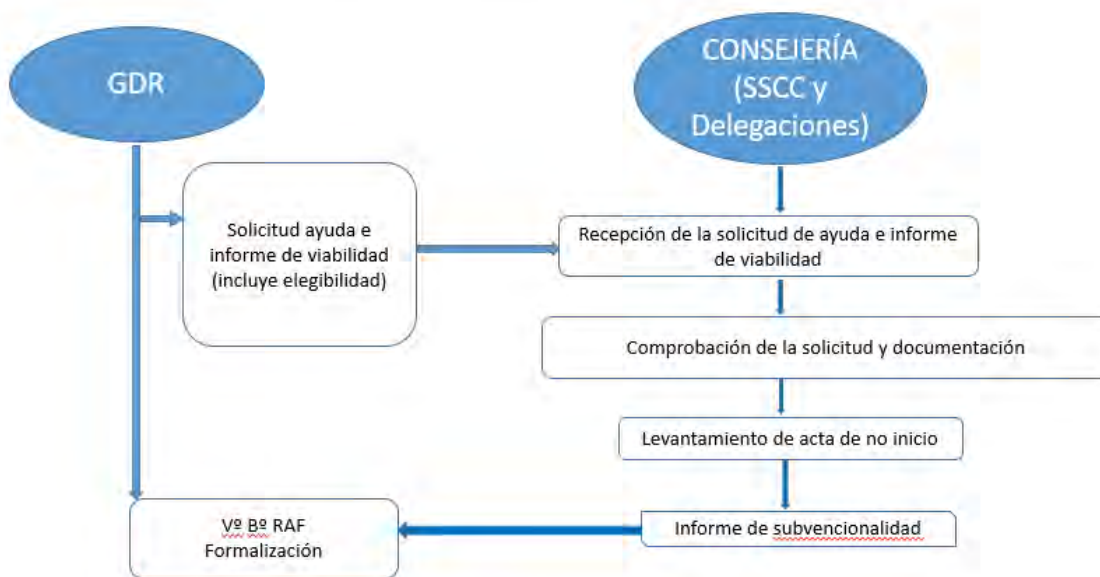 GDR
CONSEJERÍA
(SSCC y
Delegaciones)
Solicitud ayuda e
informe de viabilidad
(incluye elegibilidad)
Recepción de la solicitud de ayuda e informe
de viabilidad
Comprobación de la solicitud y documentación
Levantamiento de acta de no inicio
Vº Bº RAF
Formalización
Informe de subvencionalidad